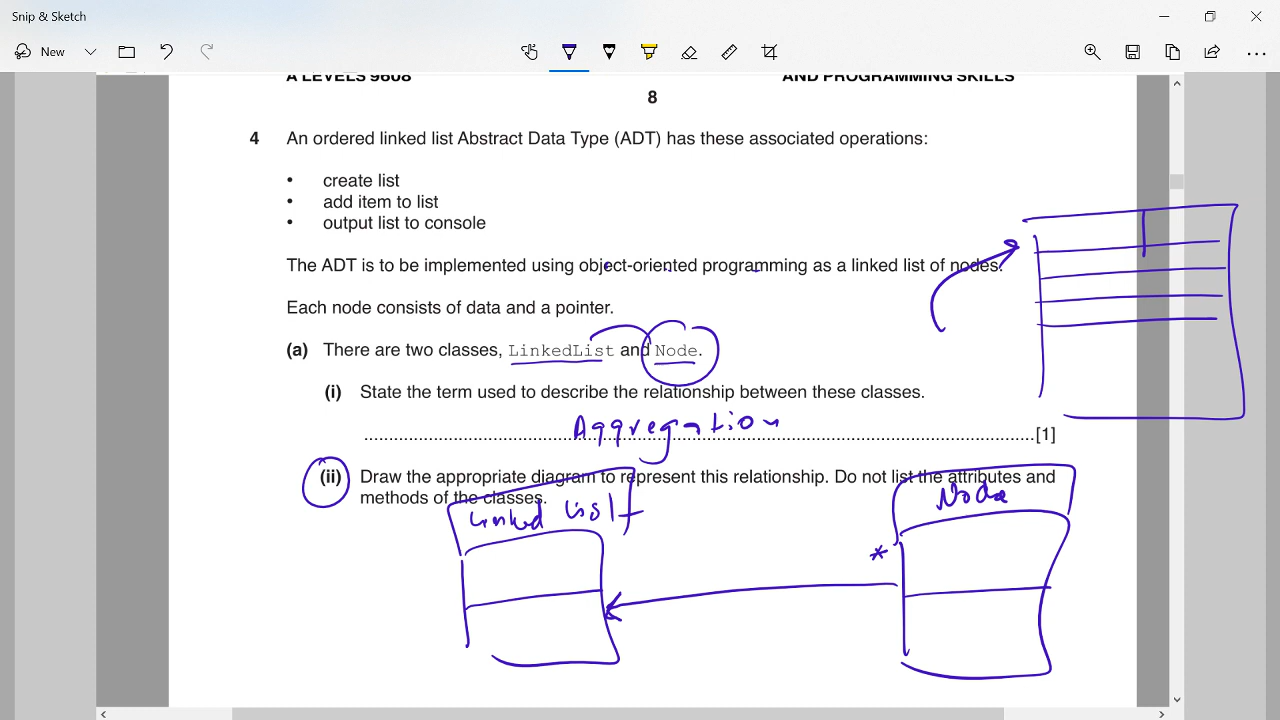 Snip & Sketch
New
A LEVELS 9608 AND PROGRAMMING SKILLS
8
4 An ordered linked list Abstract Data Type (ADT) has these associated operations:
• create list
• add item to list
• output list to console
The ADT is to be implemented using object-oriented programming as a linked list of nodes.
Each node consists of data and a pointer.
(a) There are two classes, LinkedList and Node.
(i) State the term used to describe the relationship between these classes.
Aggregation
[1]
(ii) Draw the appropriate diagram to represent this relationship. Do not list the attributes and
methods of the classes.
Linked List
Node
*